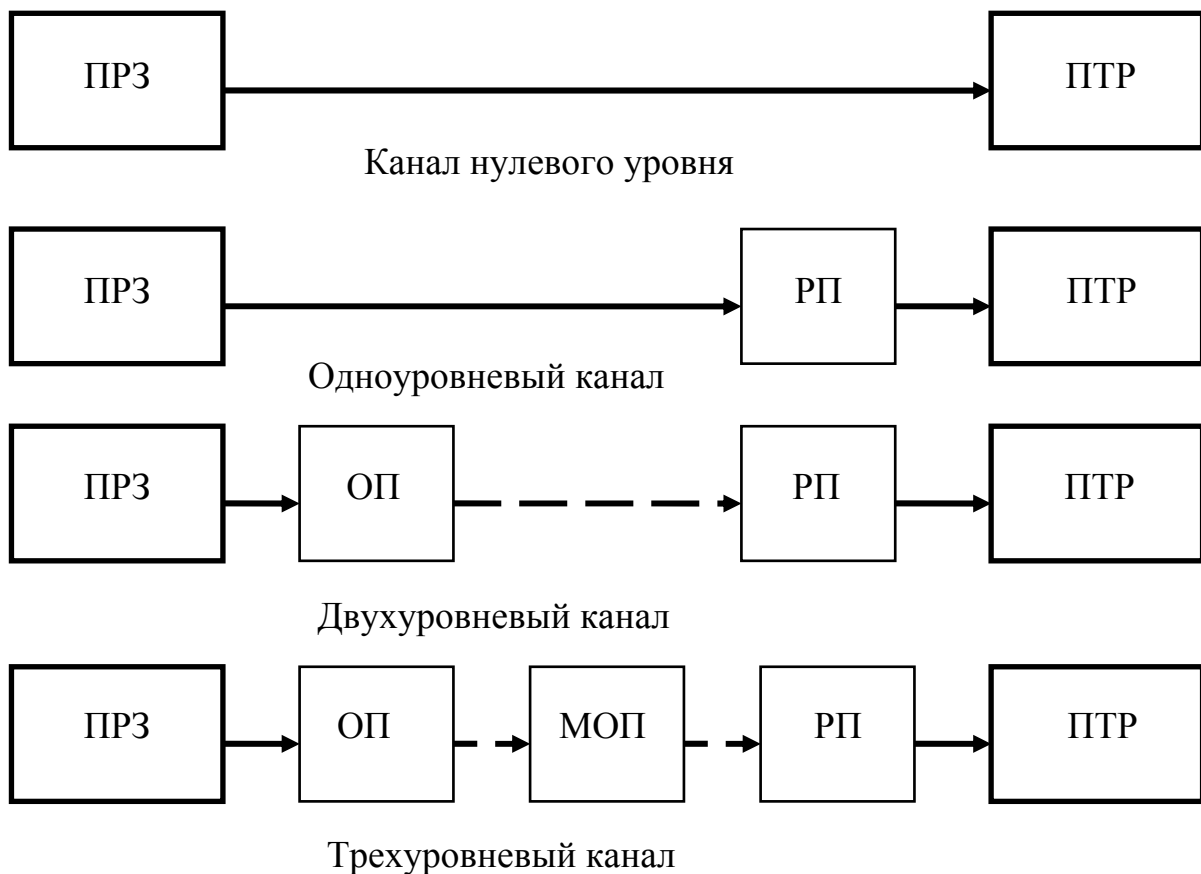 ПРЗ ПТР
Канал нулевого уровня
ПРЗ РП ПТР
Одноуровневый канал
ПРЗ ОП РП ПТР
Двухуровневый канал
ПРЗ ОП МОП РП ПТР
Трехуровневый канал